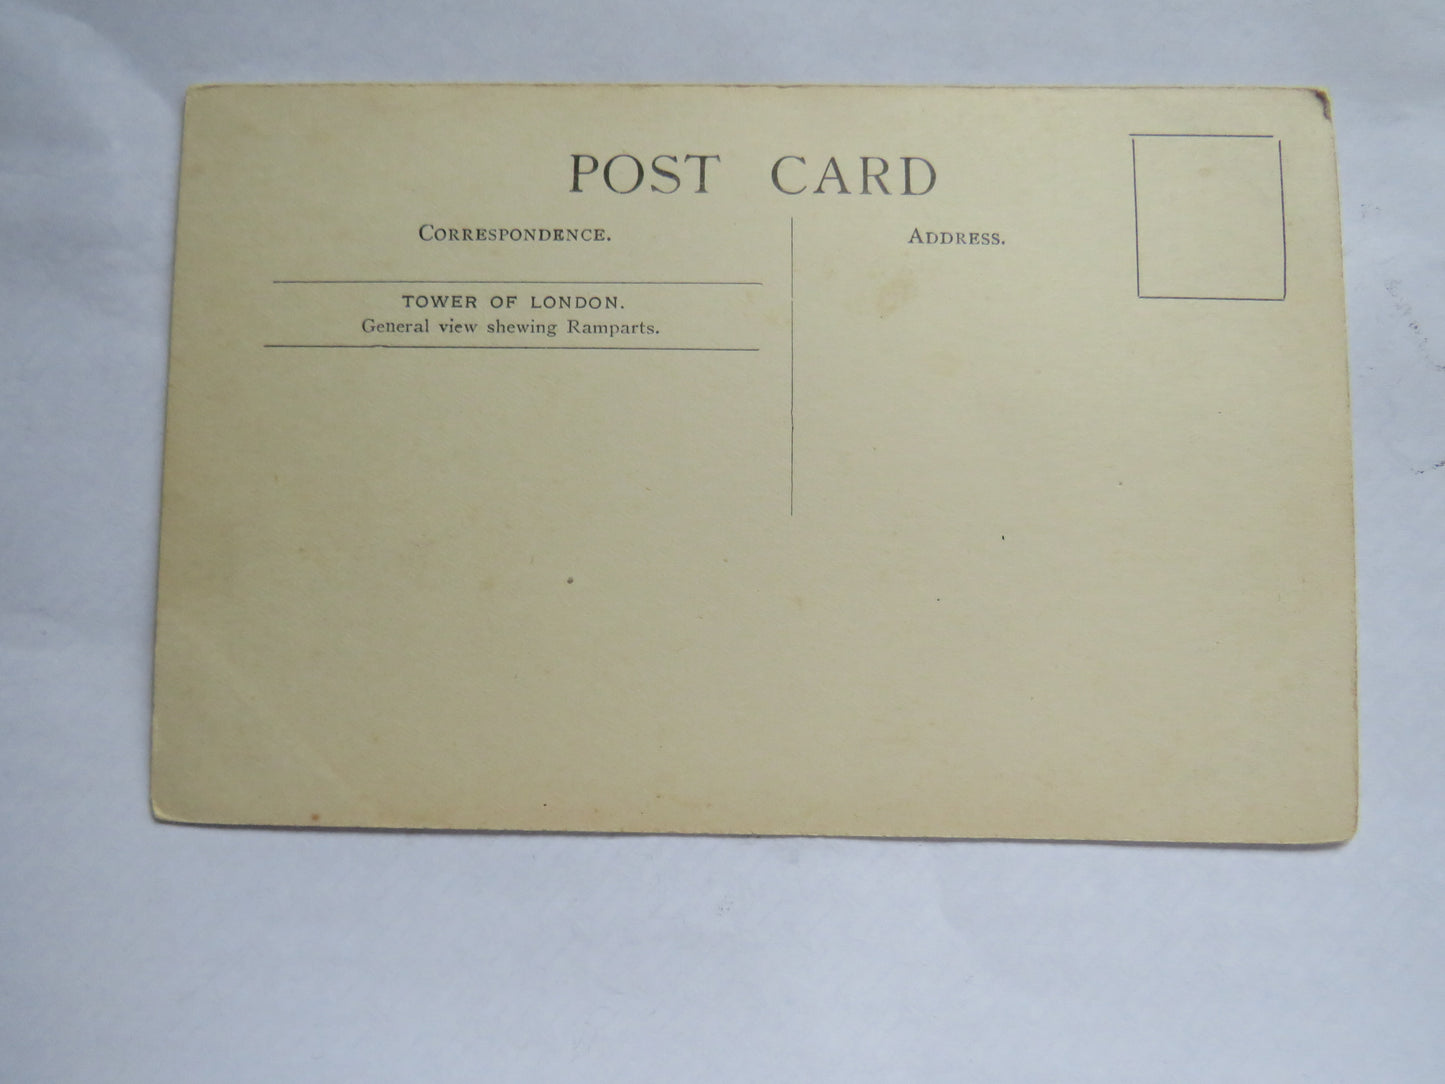 POST CARD
CORRESPONDENCE.
ADDRESS.
TOWER OF LONDON.
General view shewing Ramparts.